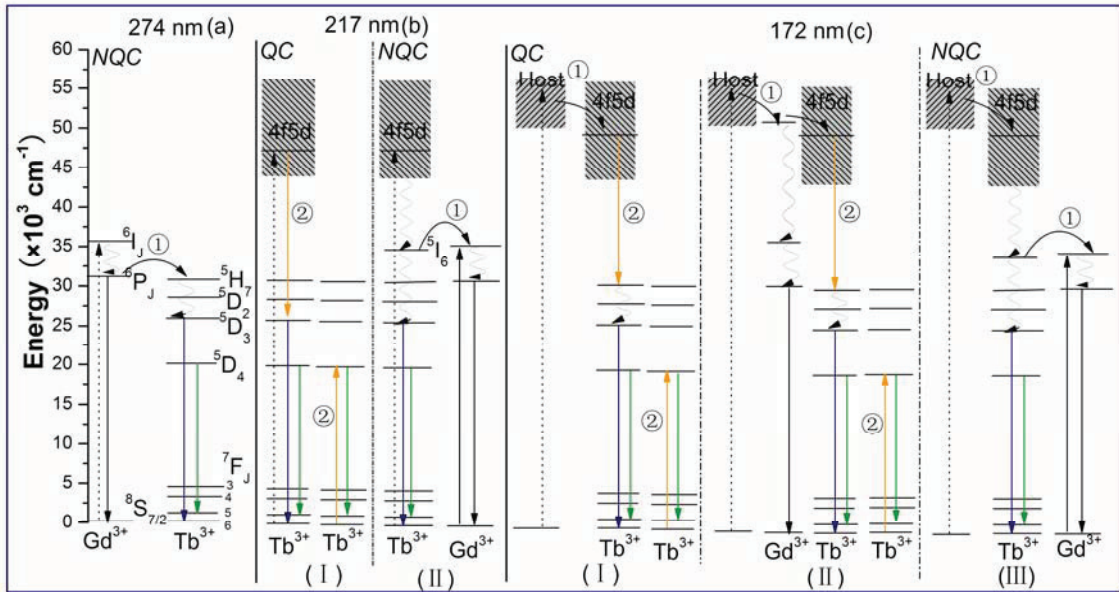 274 nm (a) 217 nm (b) 172 nm (c)
NQC QC NQC QC NQC
Energy (×10³ cm⁻¹)
60
55
50
45
40
35
30
25
20
15
10
5
0
Host ① Host ① Host ①
4f5d 4f5d 4f5d 4f5d 4f5d
② ② ②
⁶I_J ① ① ⁵I₆ ①
⁶P_J
⁵H₇
⁵D₂
⁵D₃
⁵D₄
② ② ②
⁷F_J
3
4
5
6
⁸S₇/₂
Gd³⁺ Tb³⁺ Tb³⁺ Tb³⁺ Tb³⁺ Gd³⁺ Tb³⁺ Tb³⁺ Gd³⁺ Tb³⁺ Tb³⁺ Tb³⁺ Gd³⁺
(Ⅰ) (Ⅱ) (Ⅰ) (Ⅱ) (Ⅲ)